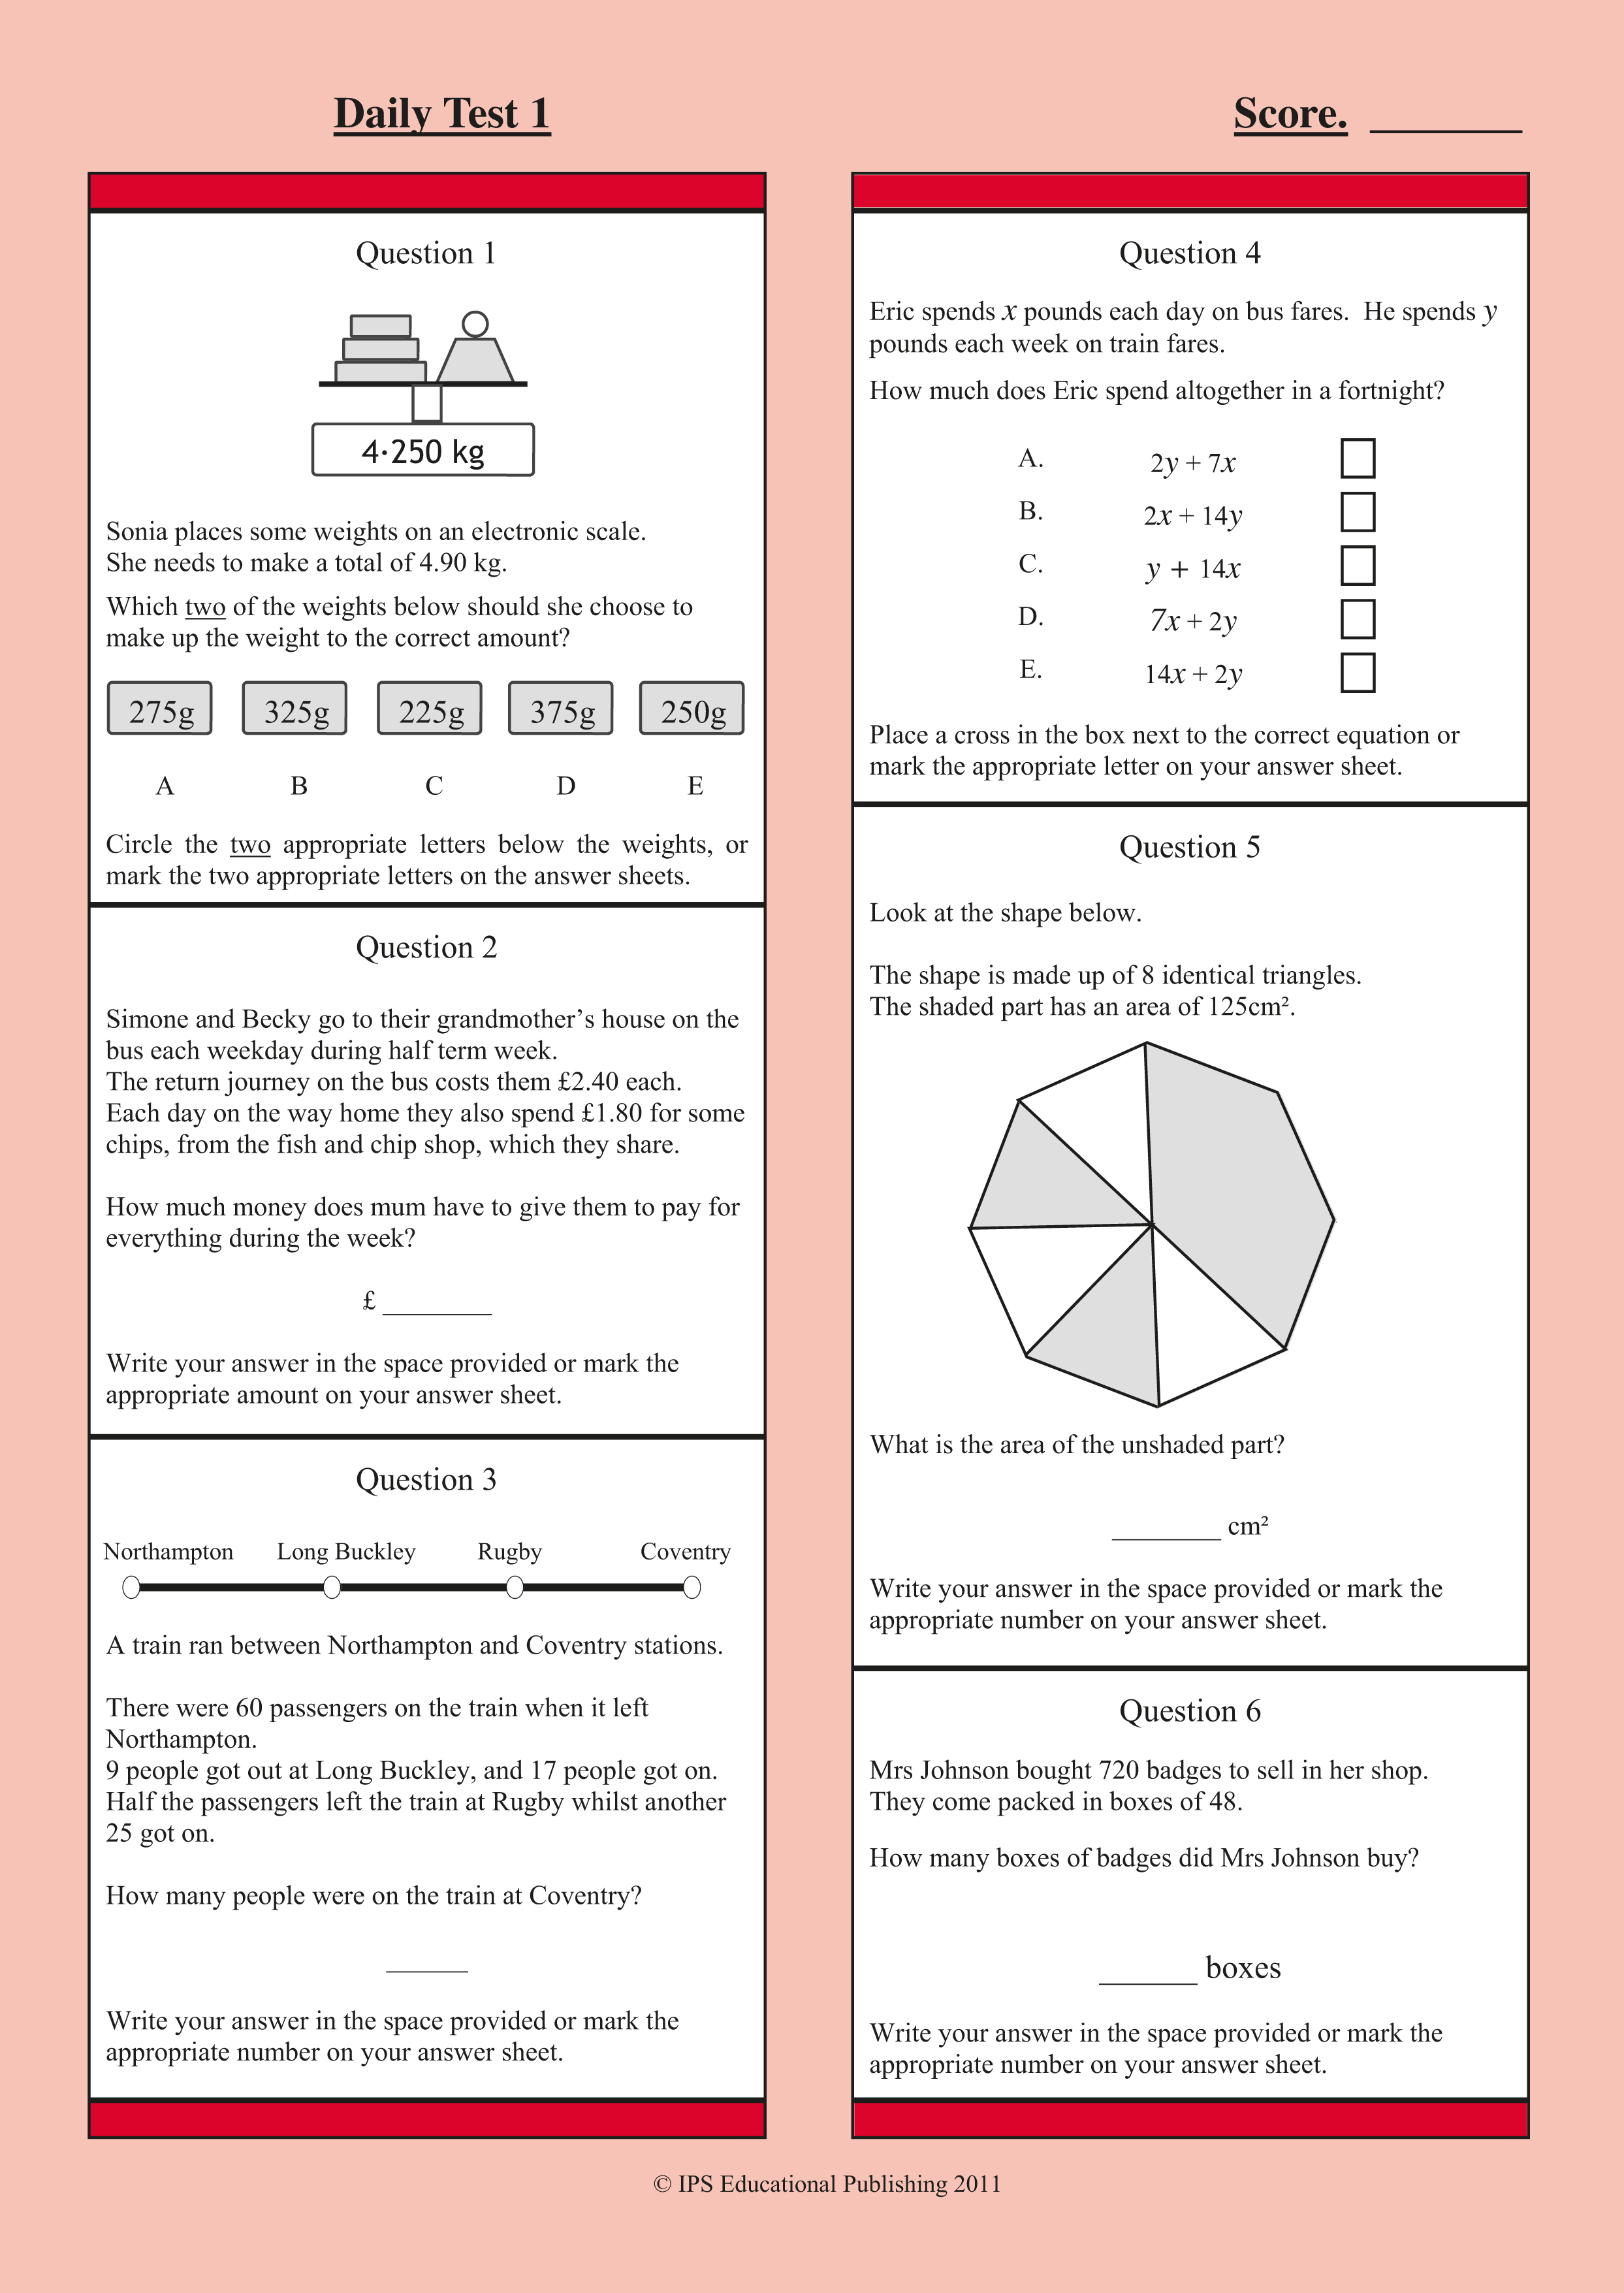 Daily Test 1
Score. ________
Question 1
4·250 kg
Sonia places some weights on an electronic scale.
She needs to make a total of 4.90 kg.
Which two of the weights below should she choose to
make up the weight to the correct amount?
275g 325g 225g 375g 250g
A B C D E
Circle the two appropriate letters below the weights, or
mark the two appropriate letters on the answer sheets.
Question 2
Simone and Becky go to their grandmother’s house on the
bus each weekday during half term week.
The return journey on the bus costs them £2.40 each.
Each day on the way home they also spend £1.80 for some
chips, from the fish and chip shop, which they share.
How much money does mum have to give them to pay for
everything during the week?
£ ________
Write your answer in the space provided or mark the
appropriate amount on your answer sheet.
Question 3
Northampton Long Buckley Rugby Coventry
A train ran between Northampton and Coventry stations.
There were 60 passengers on the train when it left
Northampton.
9 people got out at Long Buckley, and 17 people got on.
Half the passengers left the train at Rugby whilst another
25 got on.
How many people were on the train at Coventry?
______
Write your answer in the space provided or mark the
appropriate number on your answer sheet.
Question 4
Eric spends x pounds each day on bus fares. He spends y
pounds each week on train fares.
How much does Eric spend altogether in a fortnight?
A. 2y + 7x
B. 2x + 14y
C. y + 14x
D. 7x + 2y
E. 14x + 2y
Place a cross in the box next to the correct equation or
mark the appropriate letter on your answer sheet.
Question 5
Look at the shape below.
The shape is made up of 8 identical triangles.
The shaded part has an area of 125cm².
What is the area of the unshaded part?
________ cm²
Write your answer in the space provided or mark the
appropriate number on your answer sheet.
Question 6
Mrs Johnson bought 720 badges to sell in her shop.
They come packed in boxes of 48.
How many boxes of badges did Mrs Johnson buy?
______ boxes
Write your answer in the space provided or mark the
appropriate number on your answer sheet.
© IPS Educational Publishing 2011